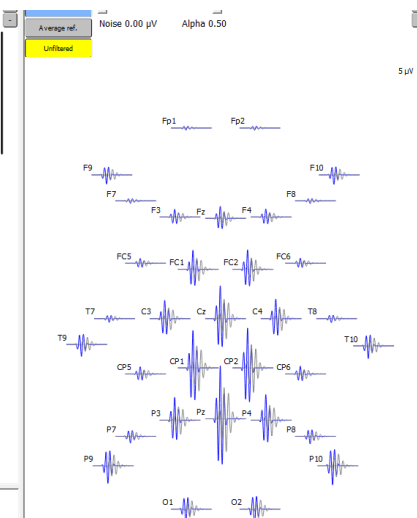 -
Average ref.
Noise 0.00 µV Alpha 0.50
Unfiltered
5 µV
Fp1 Fp2
F9 F10
F7 F8
F3 Fz F4
FC5 FC1 FC2 FC6
T7 C3 Cz C4 T8
T9 T10
CP5 CP1 CP2 CP6
P7 P3 Pz P4 P8
P9 P10
O1 O2